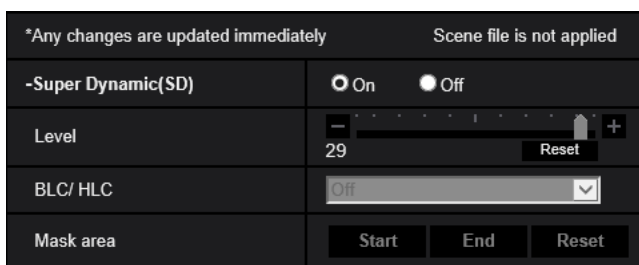 *Any changes are updated immediately Scene file is not applied
-Super Dynamic(SD) On Off
Level - +
29 Reset
BLC/ HLC Off
Mask area Start End Reset